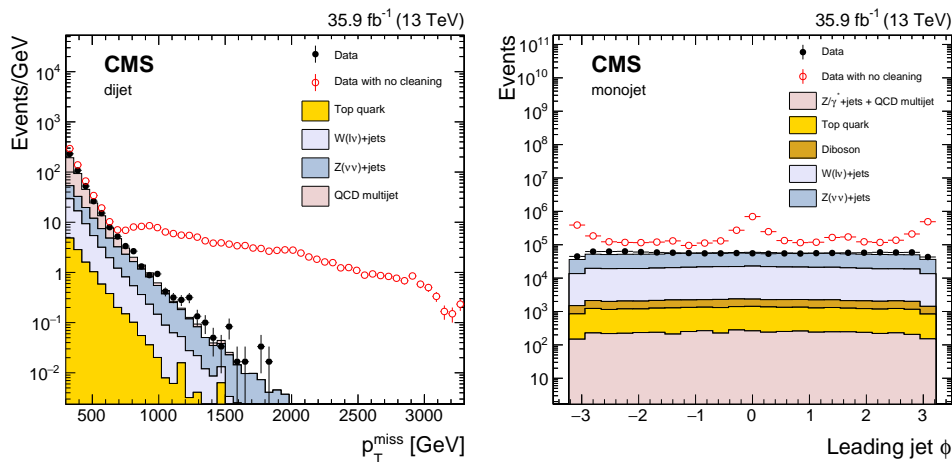 35.9 fb⁻¹ (13 TeV)
CMS
dijet
Data
Data with no cleaning
Top quark
W(lν)+jets
Z(νν)+jets
QCD multijet
Events/GeV
10⁴
10³
10²
10
1
10⁻¹
10⁻²
500 1000 1500 2000 2500 3000
p_T^miss [GeV]
35.9 fb⁻¹ (13 TeV)
CMS
monojet
Data
Data with no cleaning
Z/γ*+jets + QCD multijet
Top quark
Diboson
W(lν)+jets
Z(νν)+jets
Events
10¹¹
10¹⁰
10⁹
10⁸
10⁷
10⁶
10⁵
10⁴
10³
10²
10
−3 −2 −1 0 1 2 3
Leading jet ϕ